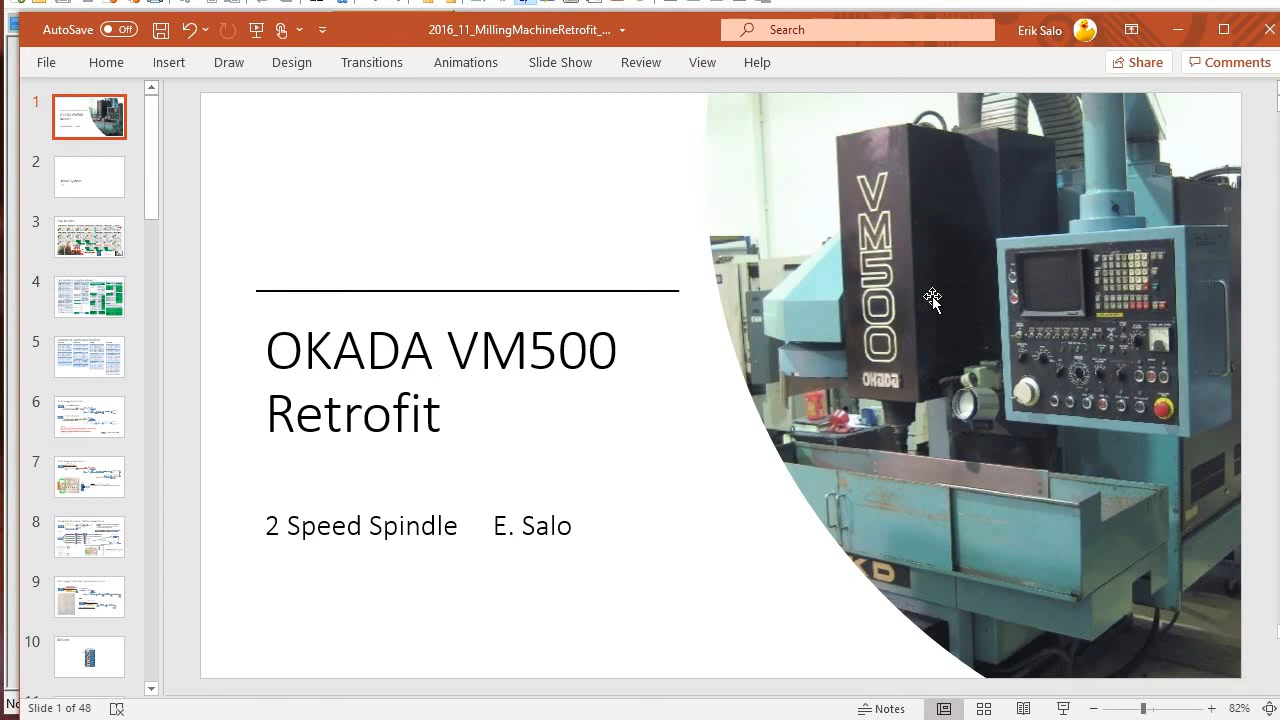 AutoSave Off 2016_11_MillingMachineRetrofit_... Search Erik Salo
File Home Insert Draw Design Transitions Animations Slide Show Review View Help Share Comments
1
2
3
4
5
6
7
8
9
10
OKADA VM500
Retrofit
2 Speed Spindle E. Salo
VM500
OKADA
KD
Slide 1 of 48 Notes 82%